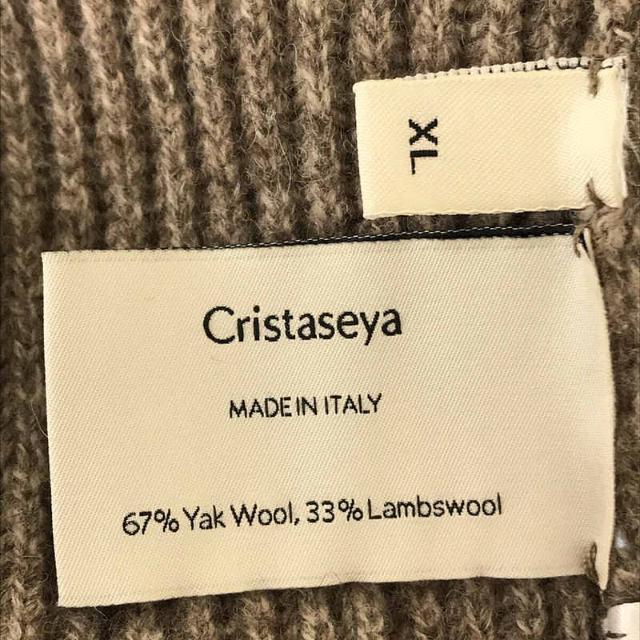 XL
Cristaseya
MADE IN ITALY
67% Yak Wool, 33% Lambswool